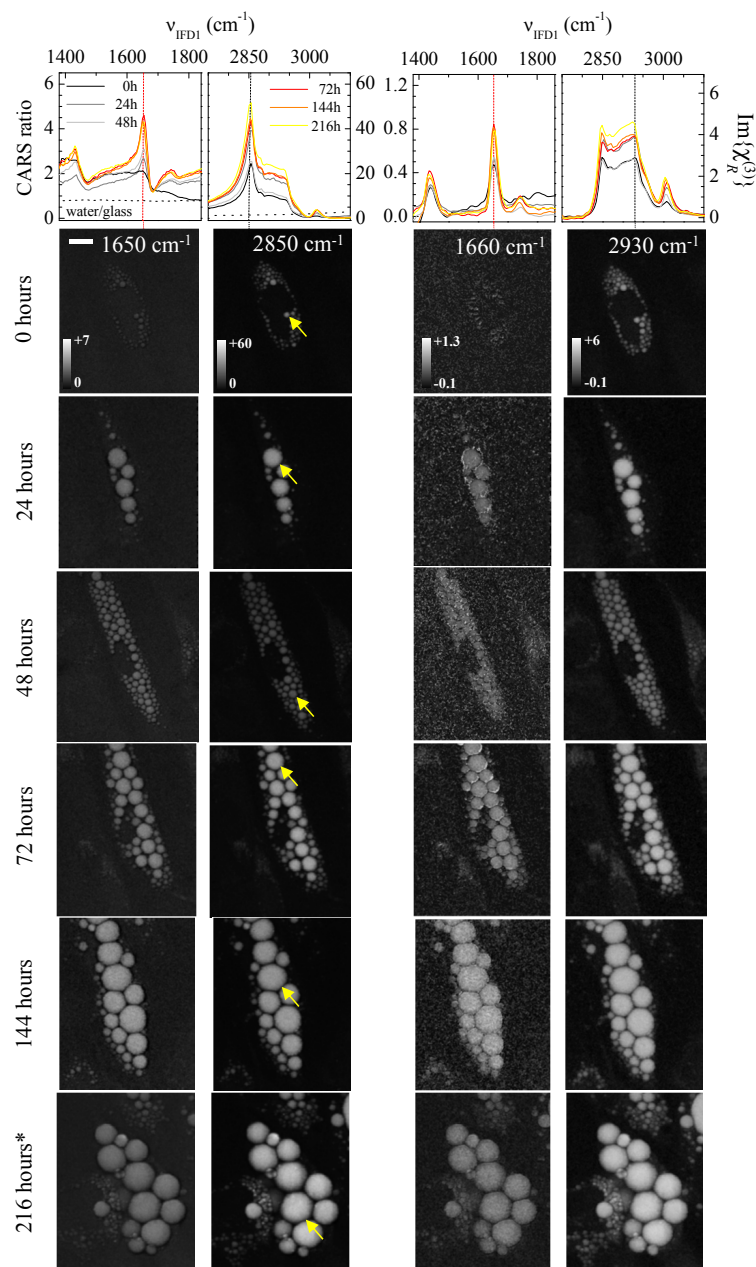 ν_IFD1 (cm⁻¹)
ν_IFD1 (cm⁻¹)
1400 1600 1800
2850 3000
1400 1600 1800
2850 3000
CARS ratio
6
4
2
0
0h
24h
48h
water/glass
72h
144h
216h
60
40
20
0
1.2
0.8
0.4
0.0
6
4
2
0
Im{χ_R^(3)}
1650 cm⁻¹
2850 cm⁻¹
1660 cm⁻¹
2930 cm⁻¹
0 hours
+7
0
+60
0
+1.3
-0.1
+6
-0.1
24 hours
48 hours
72 hours
144 hours
216 hours*